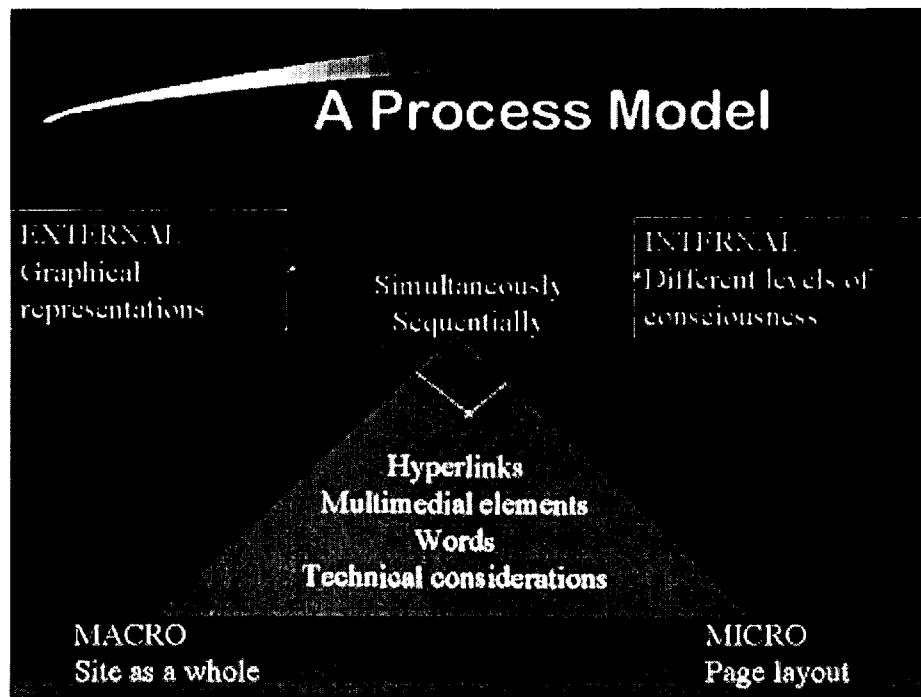 A Process Model
EXTERNAL
Graphical
representations
Simultaneously
Sequentially
INTERNAL
Different levels of
consciousness
Hyperlinks
Multimedial elements
Words
Technical considerations
MACRO
Site as a whole
MICRO
Page layout